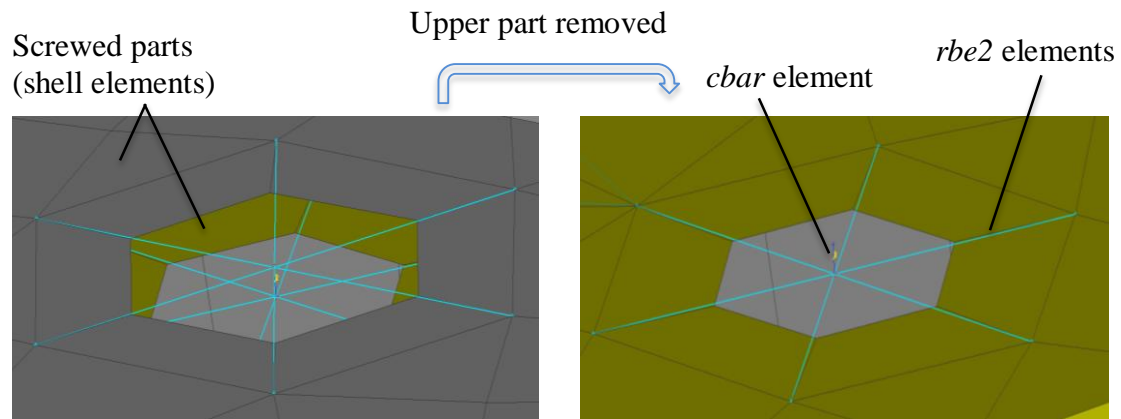 Upper part removed
Screwed parts
(shell elements)
cbar element
rbe2 elements